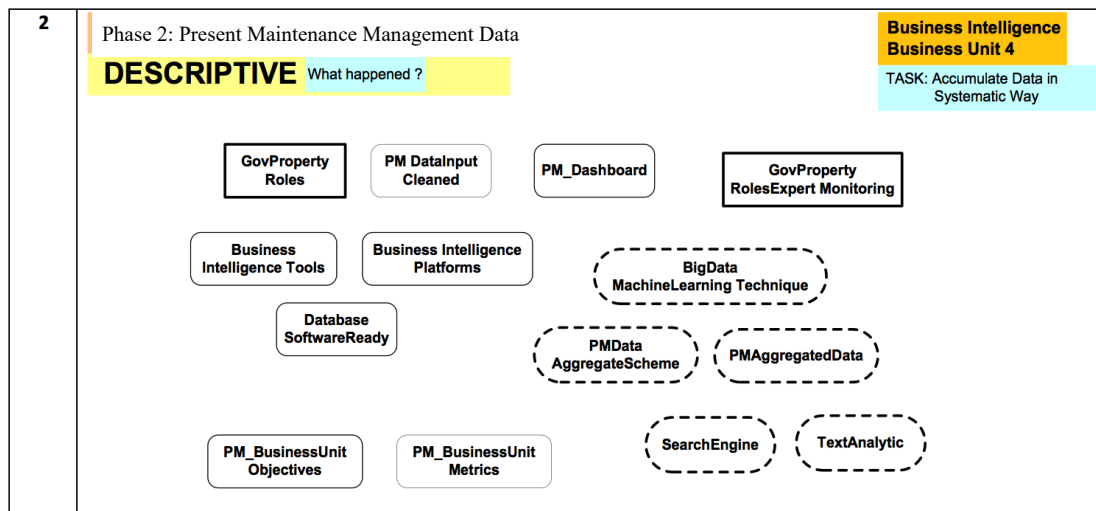 2
Phase 2: Present Maintenance Management Data
DESCRIPTIVE What happened ?
Business Intelligence
Business Unit 4
TASK: Accumulate Data in
Systematic Way
GovProperty
Roles
PM DataInput
Cleaned
PM_Dashboard
GovProperty
RolesExpert Monitoring
Business
Intelligence Tools
Business Intelligence
Platforms
BigData
MachineLearning Technique
Database
SoftwareReady
PMData
AggregateScheme
PMAggregatedData
PM_BusinessUnit
Objectives
PM_BusinessUnit
Metrics
SearchEngine
TextAnalytic